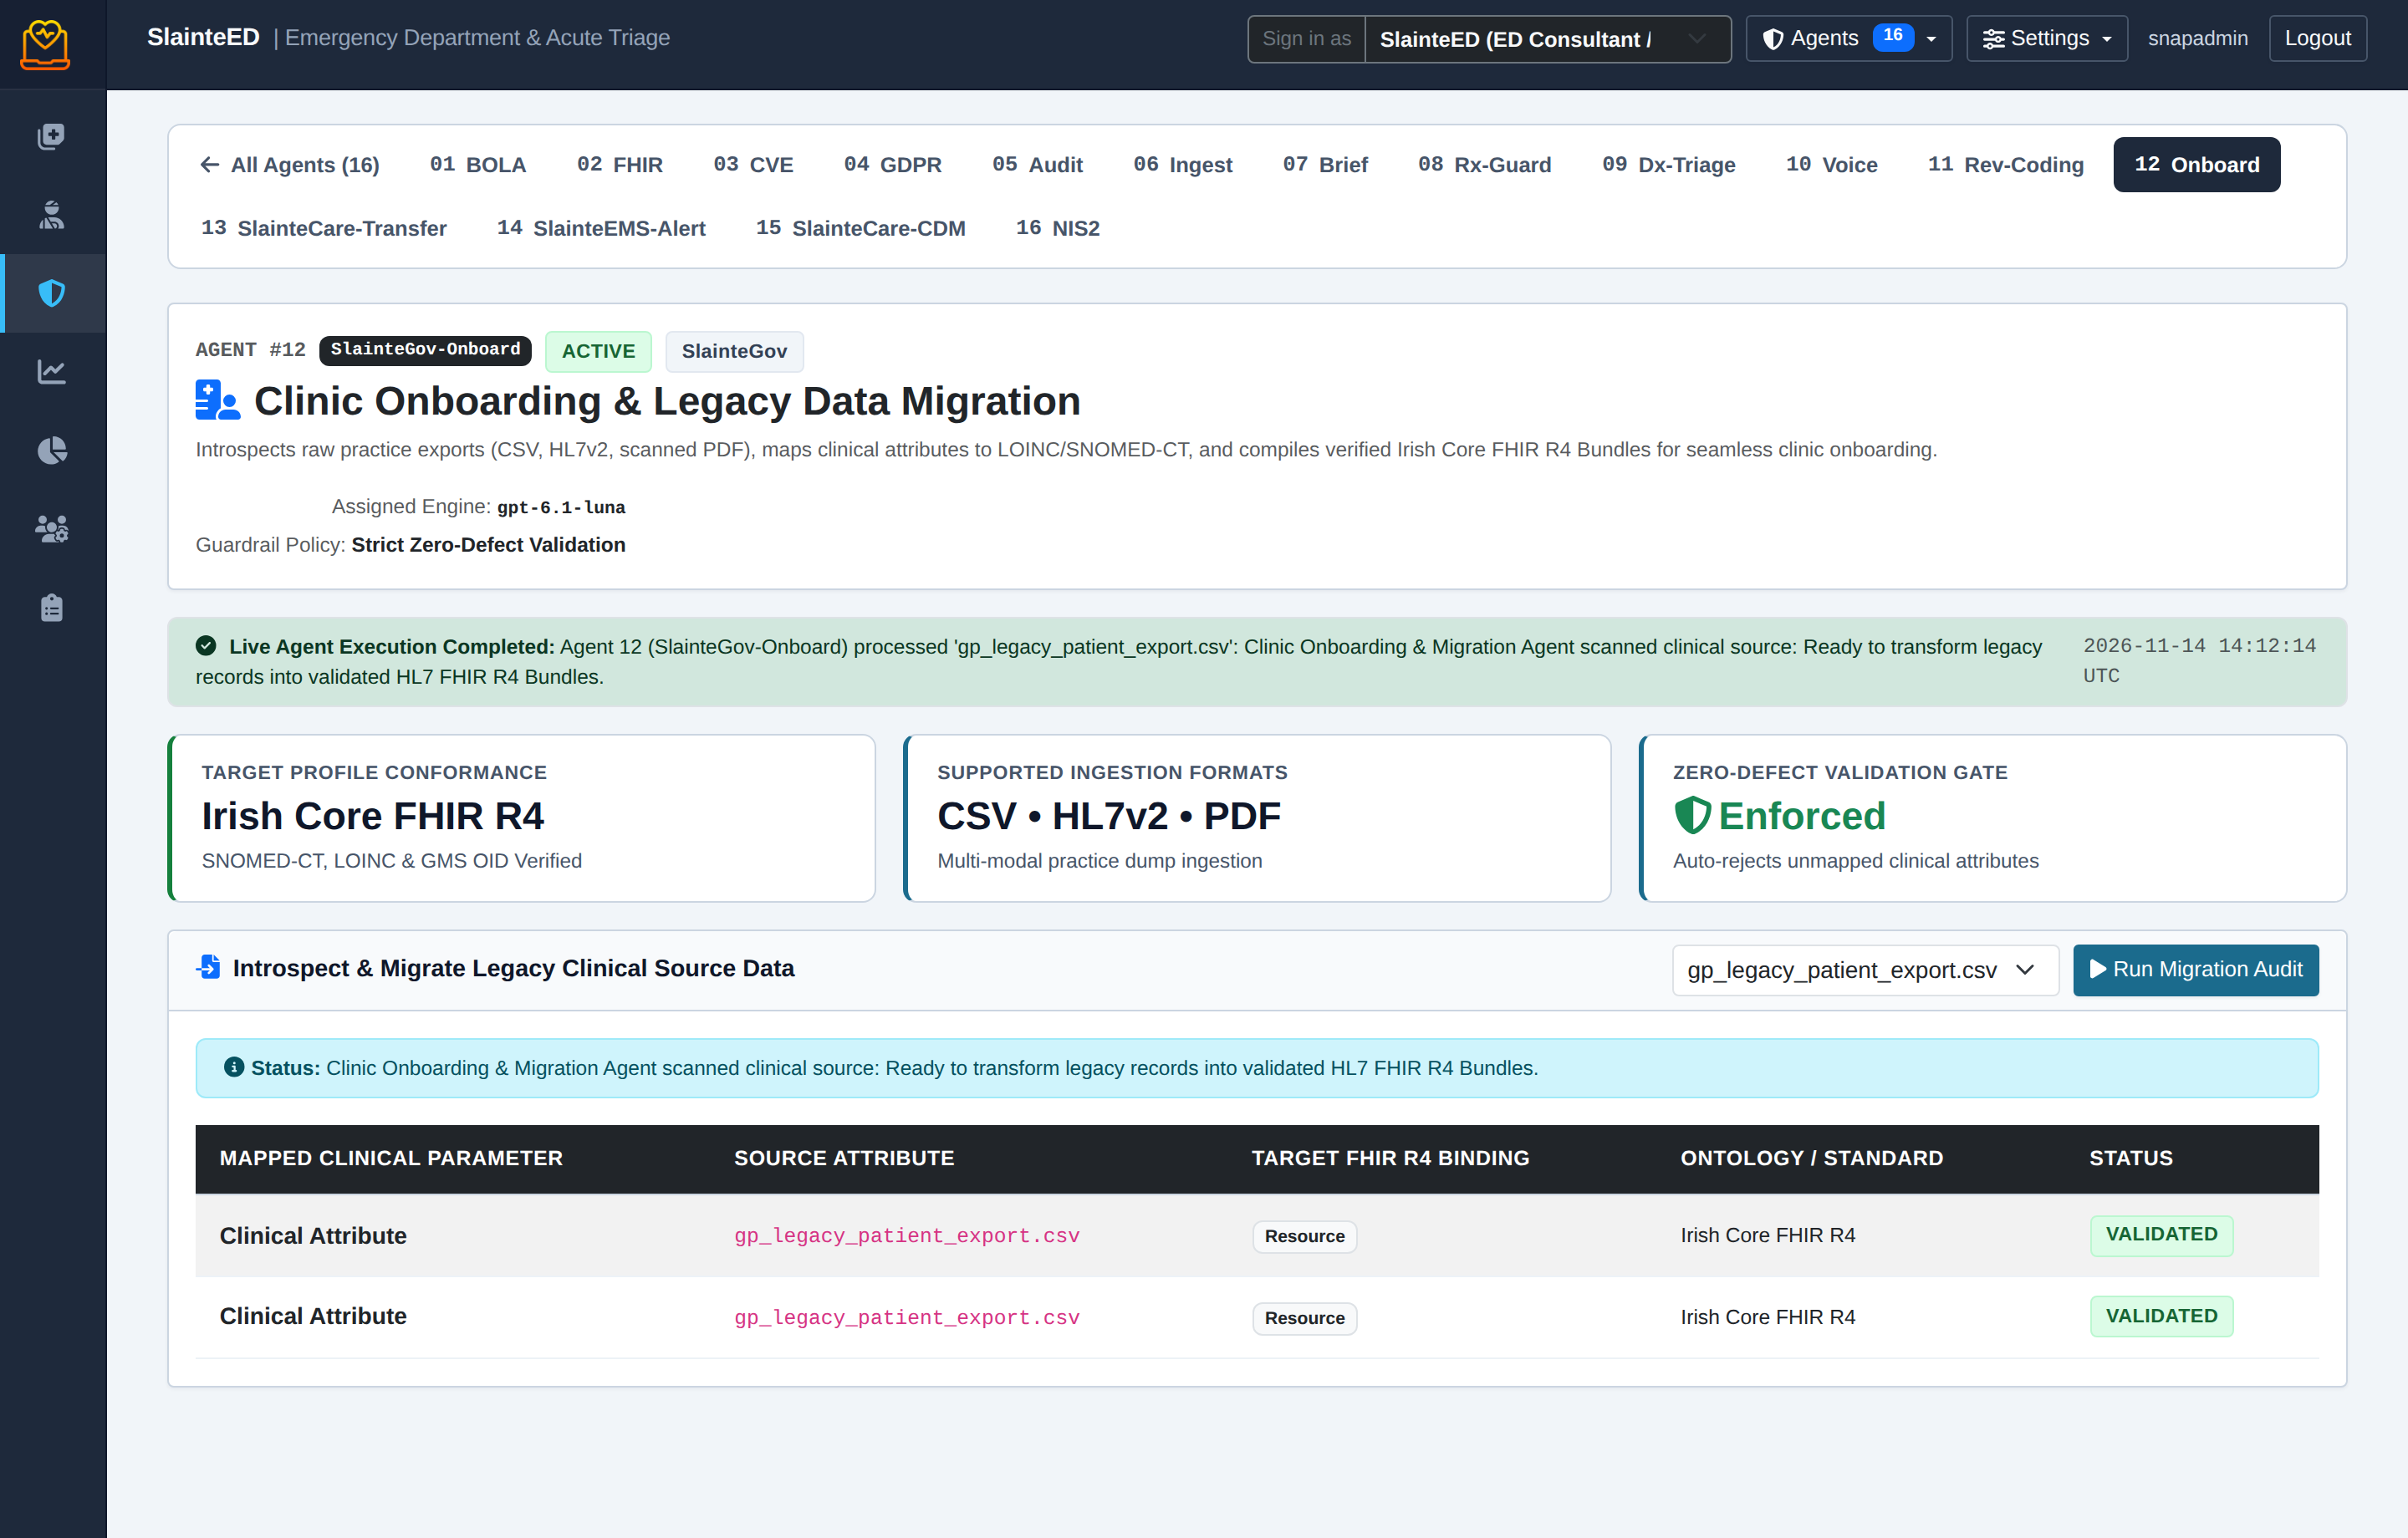 SlainteED | Emergency Department & Acute Triage
Sign in as SlainteED (ED Consultant / Agents 16 Settings snapadmin Logout
All Agents (16) 01 BOLA 02 FHIR 03 CVE 04 GDPR 05 Audit 06 Ingest 07 Brief 08 Rx-Guard 09 Dx-Triage 10 Voice 11 Rev-Coding 12 Onboard
13 SlainteCare-Transfer 14 SlainteEMS-Alert 15 SlainteCare-CDM 16 NIS2
AGENT #12 SlainteGov-Onboard ACTIVE SlainteGov
Clinic Onboarding & Legacy Data Migration
Introspects raw practice exports (CSV, HL7v2, scanned PDF), maps clinical attributes to LOINC/SNOMED-CT, and compiles verified Irish Core FHIR R4 Bundles for seamless clinic onboarding.
Assigned Engine: gpt-6.1-luna
Guardrail Policy: Strict Zero-Defect Validation
Live Agent Execution Completed: Agent 12 (SlainteGov-Onboard) processed 'gp_legacy_patient_export.csv': Clinic Onboarding & Migration Agent scanned clinical source: Ready to transform legacy
records into validated HL7 FHIR R4 Bundles.
2026-11-14 14:12:14
UTC
TARGET PROFILE CONFORMANCE
Irish Core FHIR R4
SNOMED-CT, LOINC & GMS OID Verified
SUPPORTED INGESTION FORMATS
CSV • HL7v2 • PDF
Multi-modal practice dump ingestion
ZERO-DEFECT VALIDATION GATE
Enforced
Auto-rejects unmapped clinical attributes
Introspect & Migrate Legacy Clinical Source Data
gp_legacy_patient_export.csv Run Migration Audit
Status: Clinic Onboarding & Migration Agent scanned clinical source: Ready to transform legacy records into validated HL7 FHIR R4 Bundles.
MAPPED CLINICAL PARAMETER SOURCE ATTRIBUTE TARGET FHIR R4 BINDING ONTOLOGY / STANDARD STATUS
Clinical Attribute gp_legacy_patient_export.csv Resource Irish Core FHIR R4 VALIDATED
Clinical Attribute gp_legacy_patient_export.csv Resource Irish Core FHIR R4 VALIDATED